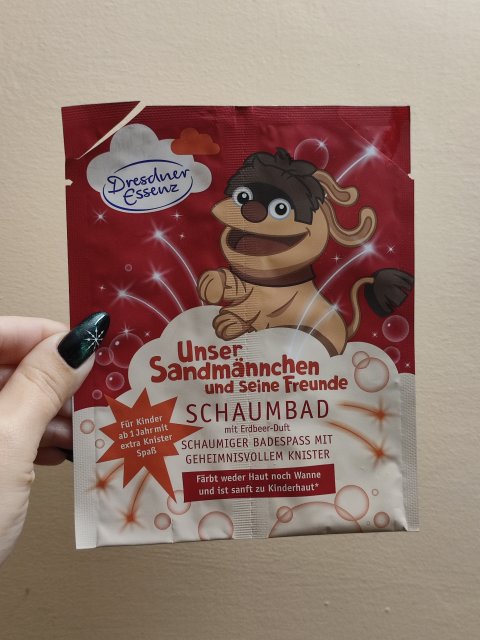 Dresdner
Essenz
Unser
Sandmännchen
und seine Freunde
SCHAUMBAD
mit Erdbeer-Duft
SCHAUMIGER BADESPASS MIT
GEHEIMNISVOLLEM KNISTER
Für Kinder
ab 1 Jahr mit
extra Knister
Spaß
Färbt weder Haut noch Wanne
und ist sanft zu Kinderhaut*